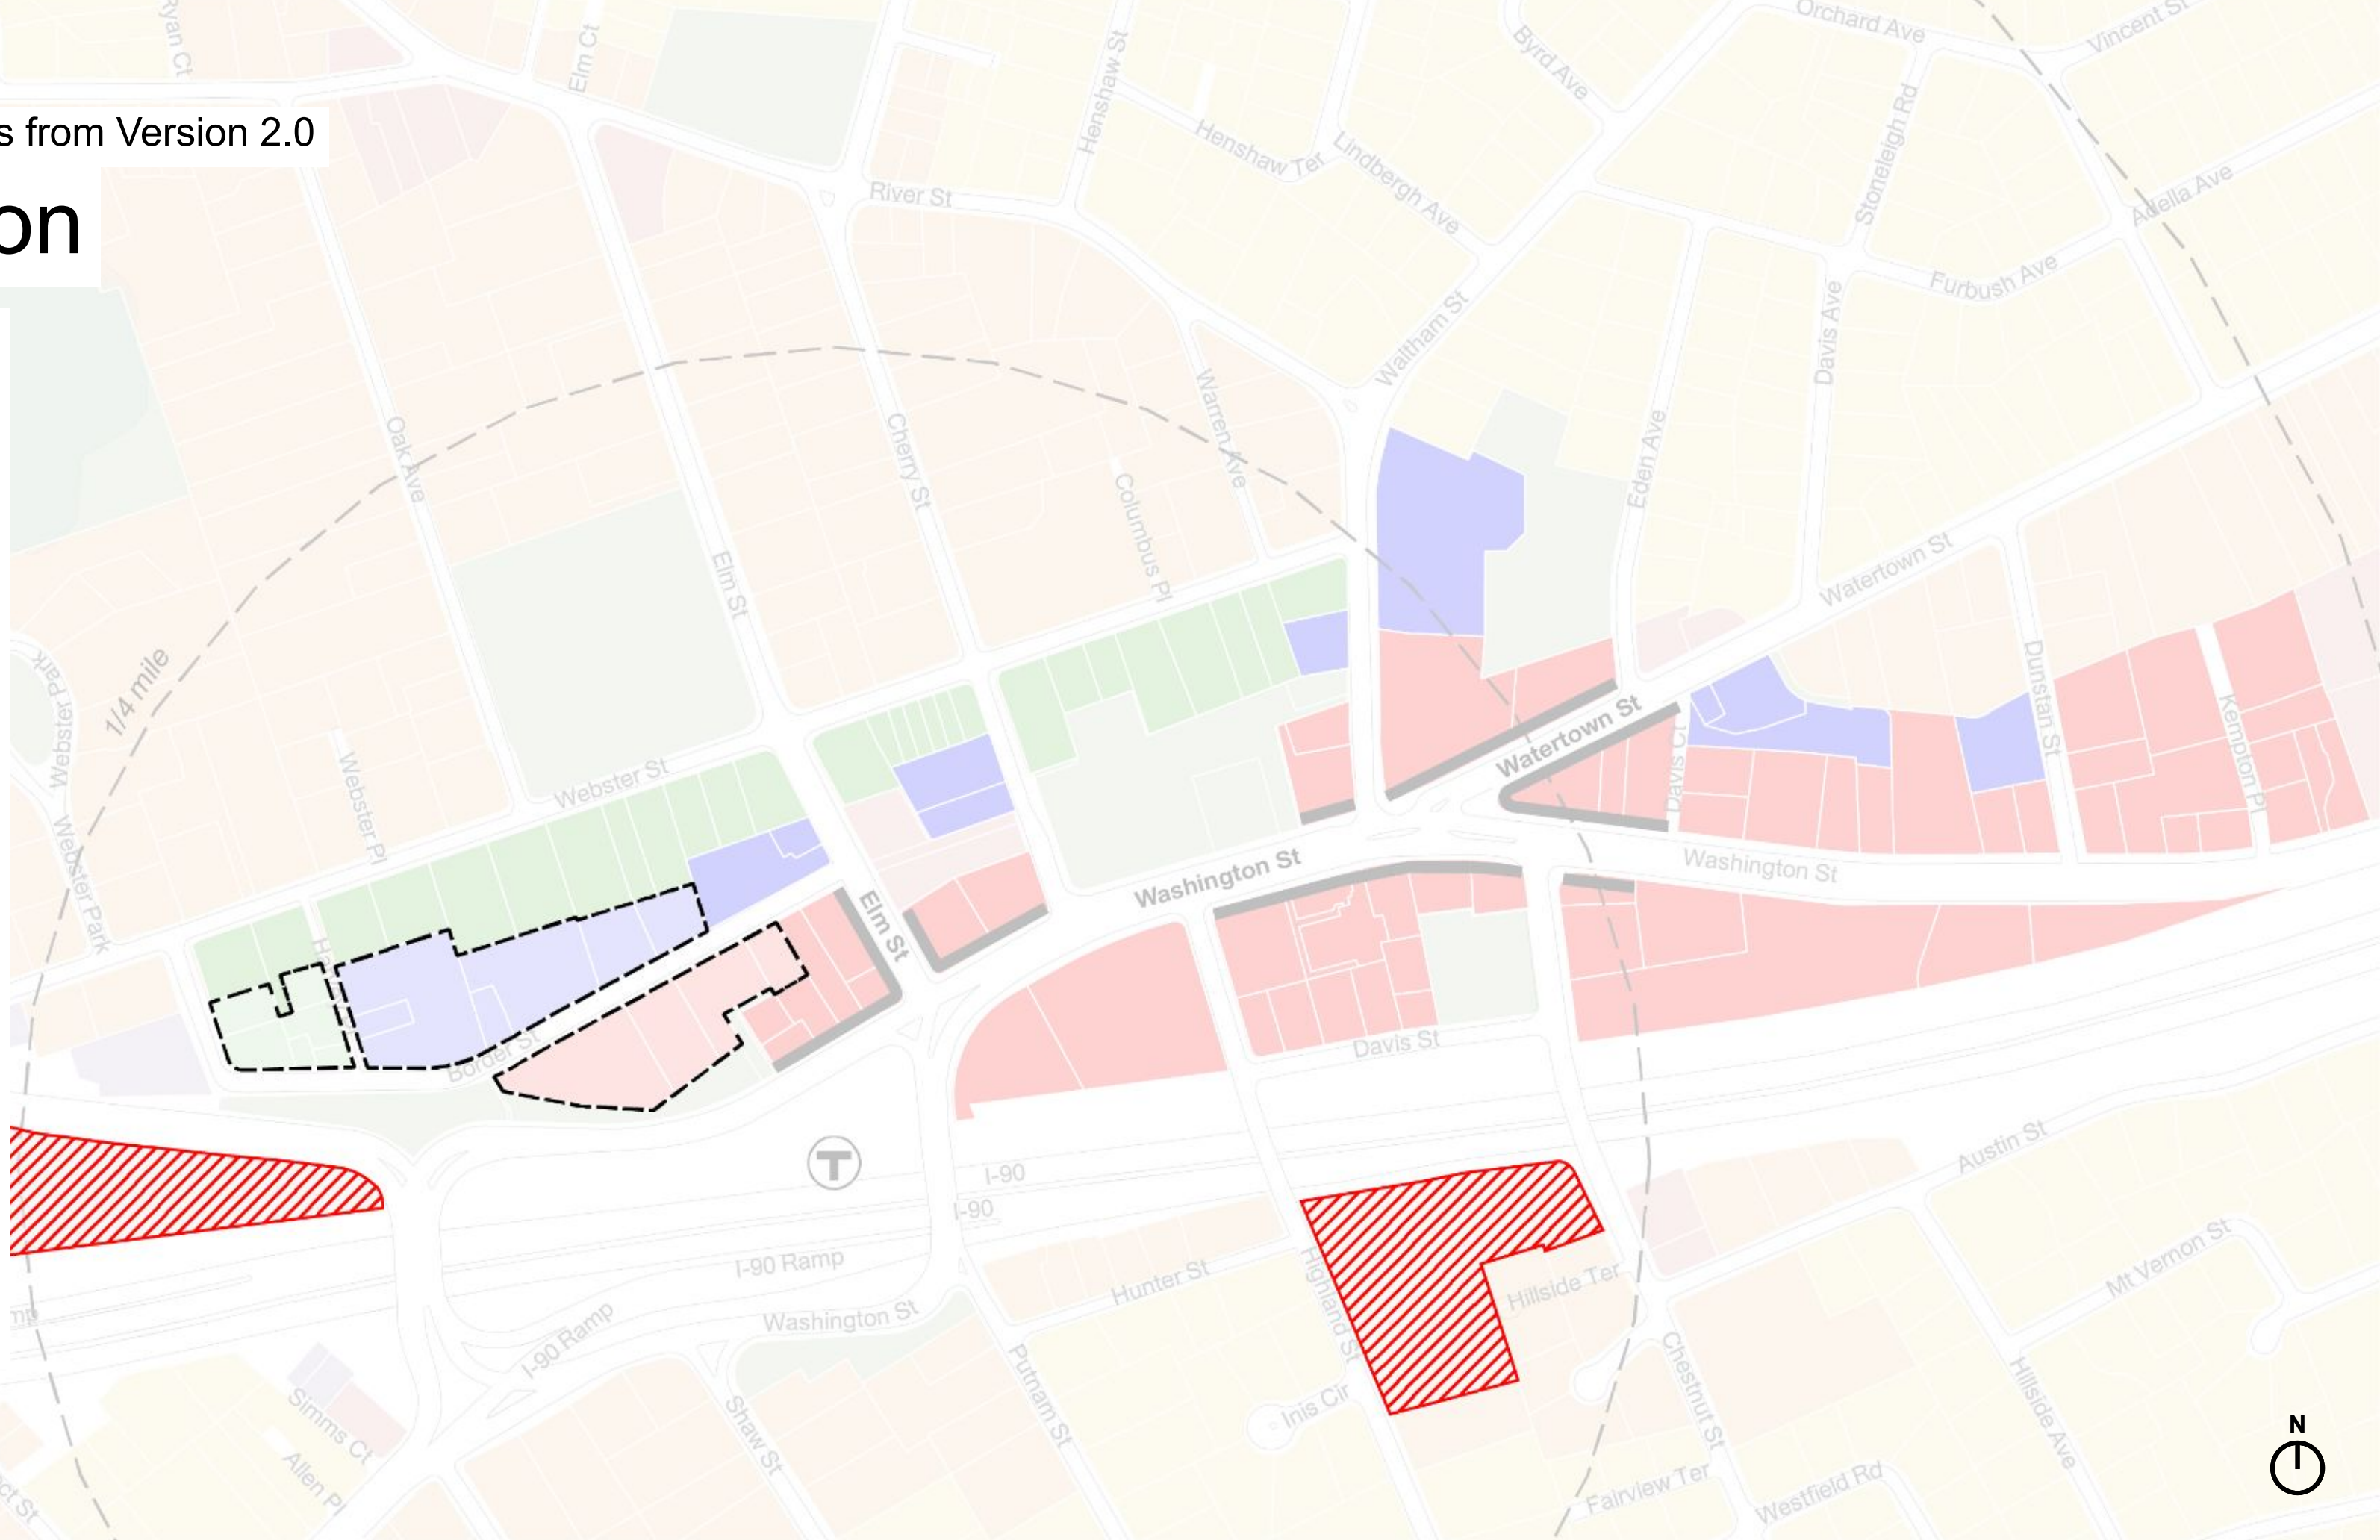 Ryan Ct
Elm Ct
Henshaw St
Byrd Ave
Orchard Ave
Vincent St
s from Version 2.0
Henshaw Ter
Lindbergh Ave
Stoneleigh Rd
River St
Adella Ave
on
Furbush Ave
Waltham St
Davis Ave
Warren Ave
Oak Ave
Cherry St
Eden Ave
Columbus Pl
Elm St
Watertown St
1/4 mile
Webster Park
Webster Park
Webster Pl
Webster St
Watertown St
Dunstan St
Kempton Pl
Davis Ct
Washington St
Washington St
Elm St
Border St
Davis St
T
I-90
I-90
I-90 Ramp
I-90 Ramp
Washington St
Hunter St
Highland St
Hillside Ter
Austin St
Mt Vernon St
Simms Ct
Allen Pl
Shaw St
Putnam St
Inis Cir
Chestnut St
Hillside Ave
Fairview Ter
Westfield Rd
mp
ct St
N